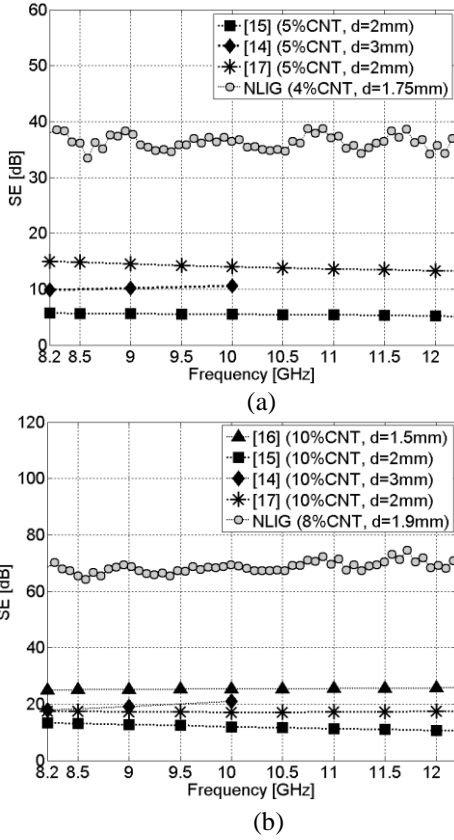 60
50
40
30
20
10
0
SE [dB]
[15] (5%CNT, d=2mm)
[14] (5%CNT, d=3mm)
[17] (5%CNT, d=2mm)
NLIG (4%CNT, d=1.75mm)
8.2 8.5 9 9.5 10 10.5 11 11.5 12
Frequency [GHz]
(a)
120
100
80
60
40
20
0
SE [dB]
[16] (10%CNT, d=1.5mm)
[15] (10%CNT, d=2mm)
[14] (10%CNT, d=3mm)
[17] (10%CNT, d=2mm)
NLIG (8%CNT, d=1.9mm)
8.2 8.5 9 9.5 10 10.5 11 11.5 12
Frequency [GHz]
(b)